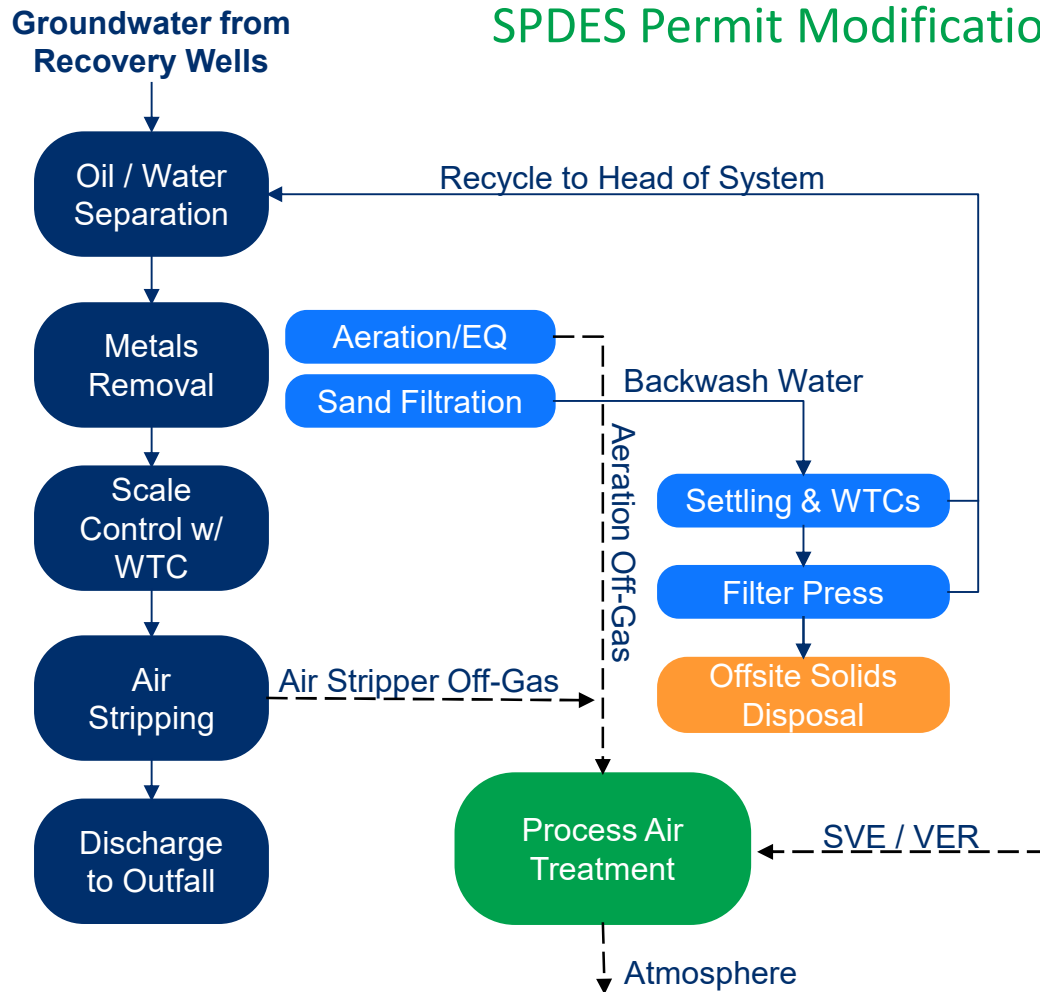 Groundwater from
Recovery Wells
SPDES Permit Modificatio
Oil / Water
Separation
Recycle to Head of System
Metals
Removal
Aeration/EQ
Sand Filtration
Backwash Water
Aeration Off-Gas
Scale
Control w/
WTC
Settling & WTCs
Filter Press
Offsite Solids
Disposal
Air
Stripping
Air Stripper Off-Gas
Discharge
to Outfall
Process Air
Treatment
SVE / VER
Atmosphere